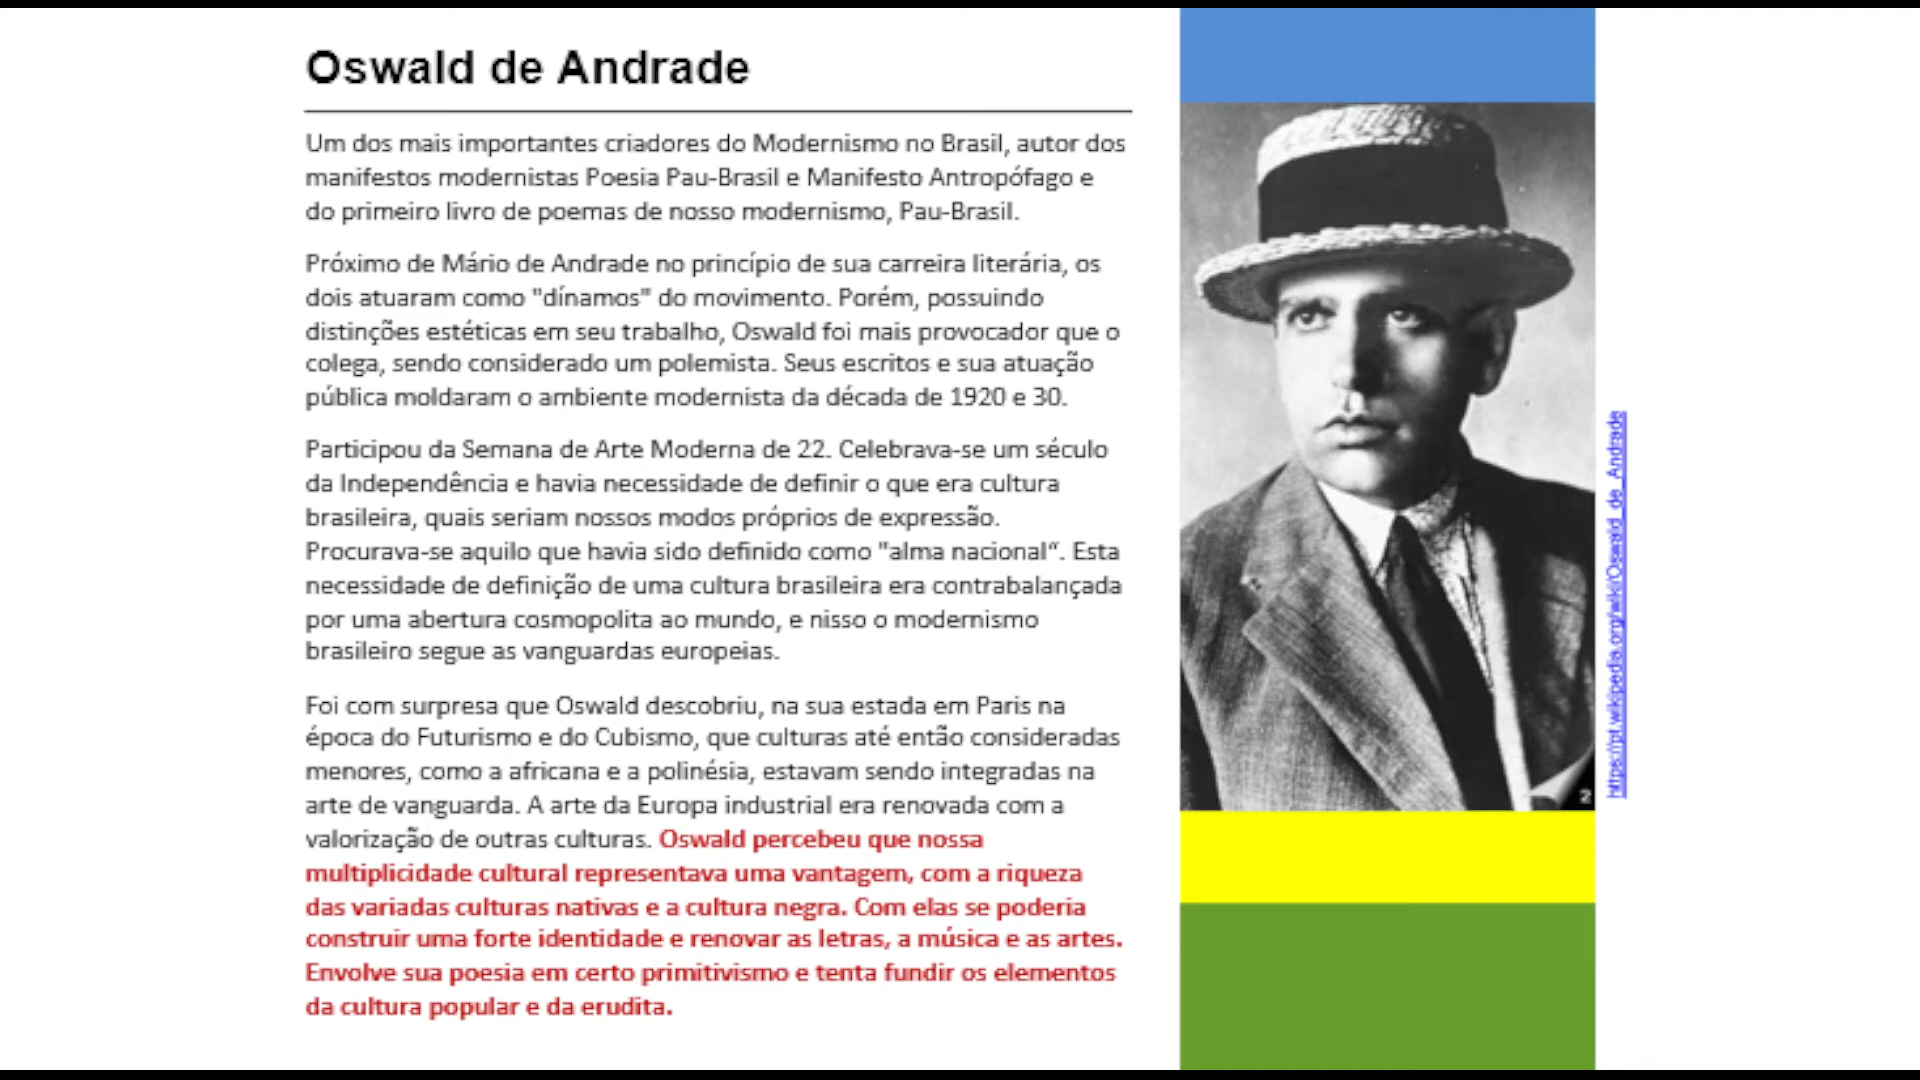 Oswald de Andrade
Um dos mais importantes criadores do Modernismo no Brasil, autor dos
manifestos modernistas Poesia Pau-Brasil e Manifesto Antropófago e
do primeiro livro de poemas de nosso modernismo, Pau-Brasil.
Próximo de Mário de Andrade no princípio de sua carreira literária, os
dois atuaram como "dínamos" do movimento. Porém, possuindo
distinções estéticas em seu trabalho, Oswald foi mais provocador que o
colega, sendo considerado um polemista. Seus escritos e sua atuação
pública moldaram o ambiente modernista da década de 1920 e 30.
Participou da Semana de Arte Moderna de 22. Celebrava-se um século
da Independência e havia necessidade de definir o que era cultura
brasileira, quais seriam nossos modos próprios de expressão.
Procurava-se aquilo que havia sido definido como "alma nacional“. Esta
necessidade de definição de uma cultura brasileira era contrabalançada
por uma abertura cosmopolita ao mundo, e nisso o modernismo
brasileiro segue as vanguardas europeias.
Foi com surpresa que Oswald descobriu, na sua estada em Paris na
época do Futurismo e do Cubismo, que culturas até então consideradas
menores, como a africana e a polinésia, estavam sendo integradas na
arte de vanguarda. A arte da Europa industrial era renovada com a
valorização de outras culturas. Oswald percebeu que nossa
multiplicidade cultural representava uma vantagem, com a riqueza
das variadas culturas nativas e a cultura negra. Com elas se poderia
construir uma forte identidade e renovar as letras, a música e as artes.
Envolve sua poesia em certo primitivismo e tenta fundir os elementos
da cultura popular e da erudita.
https://pt.wikipedia.org/wiki/Oswald_de_Andrade
2